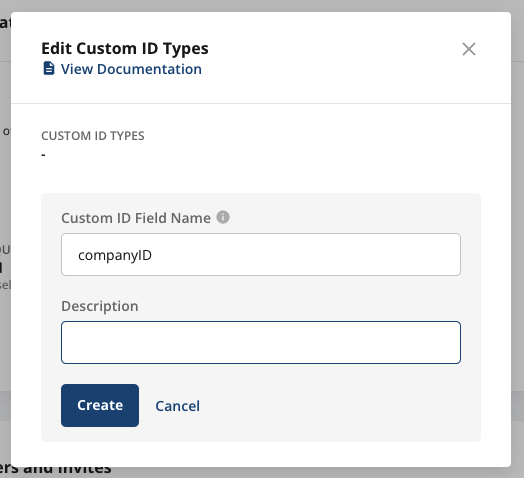 Edit Custom ID Types
View Documentation
CUSTOM ID TYPES
-
Custom ID Field Name
companyID
Description
Create
Cancel
ers and invites